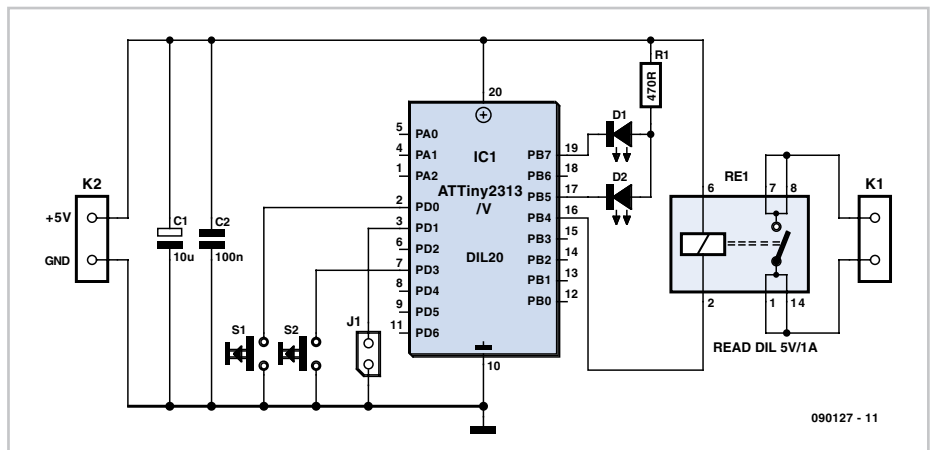 R1
470R
20
D1
5 PA0
IC1
4 PA1
PB7 19
1 PA2
PB6 18
D2
K2
ATTiny2313
/V
PB5 17
RE1
6
7 8
K1
+5V
2 PD0
PB4 16
C1
C2
3 PD1
PB3 15
6 PD2
PB2 14
GND
10u
100n
7 PD3
DIL20
PB1 13
8 PD4
PB0 12
2
1 14
9 PD5
S1
S2
J1
11 PD6
READ DIL 5V/1A
10
090127 - 11